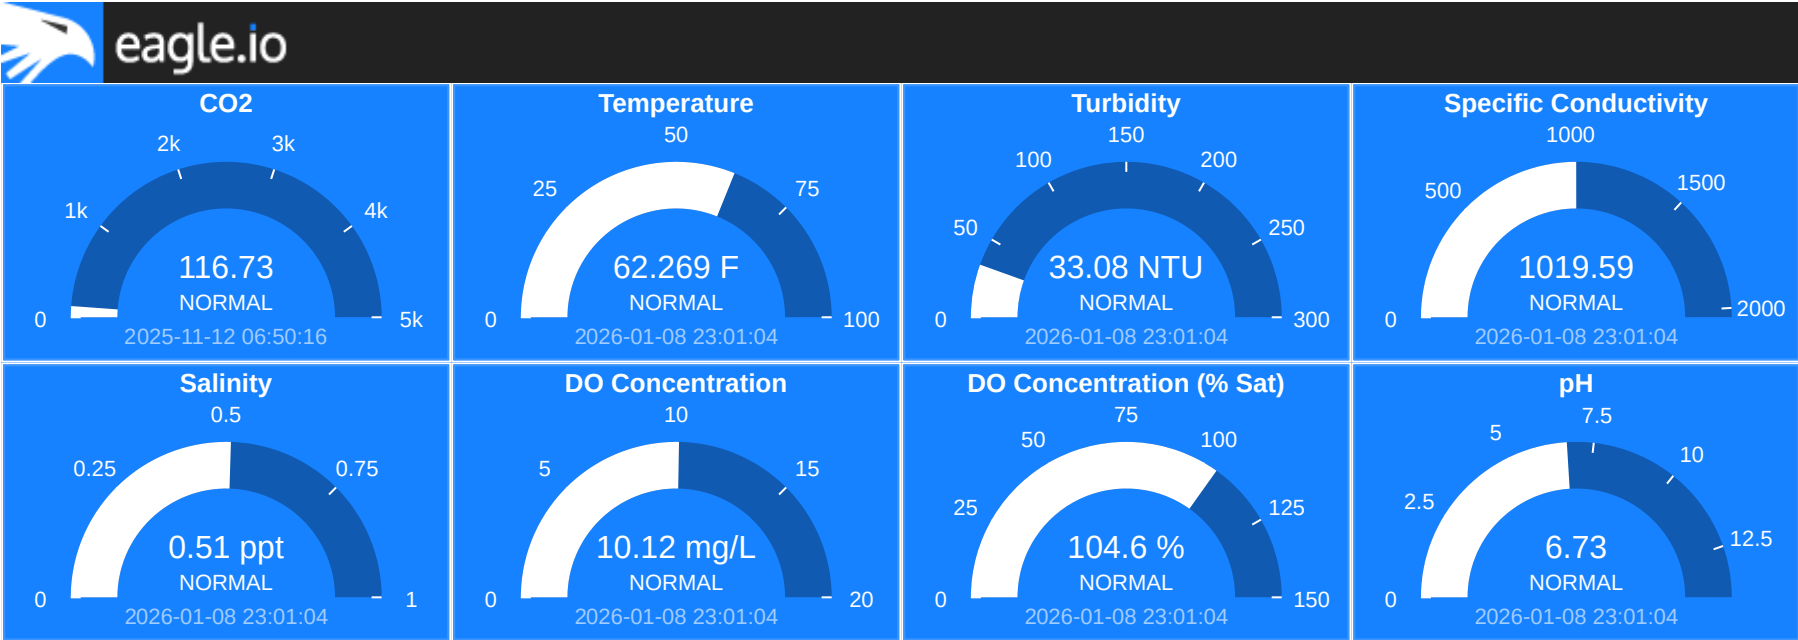 eagle.io
CO2
2k
3k
1k
4k
116.73
NORMAL
0
5k
2025-11-12 06:50:16
Temperature
50
25
75
62.269 F
NORMAL
0
100
2026-01-08 23:01:04
Turbidity
150
100
200
50
250
33.08 NTU
NORMAL
0
300
2026-01-08 23:01:04
Specific Conductivity
1000
500
1500
1019.59
NORMAL
0
2000
2026-01-08 23:01:04
Salinity
0.5
0.25
0.75
0.51 ppt
NORMAL
0
1
2026-01-08 23:01:04
DO Concentration
10
5
15
10.12 mg/L
NORMAL
0
20
2026-01-08 23:01:04
DO Concentration (% Sat)
75
50
100
25
125
104.6 %
NORMAL
0
150
2026-01-08 23:01:04
pH
7.5
5
10
2.5
12.5
6.73
NORMAL
0
2026-01-08 23:01:04